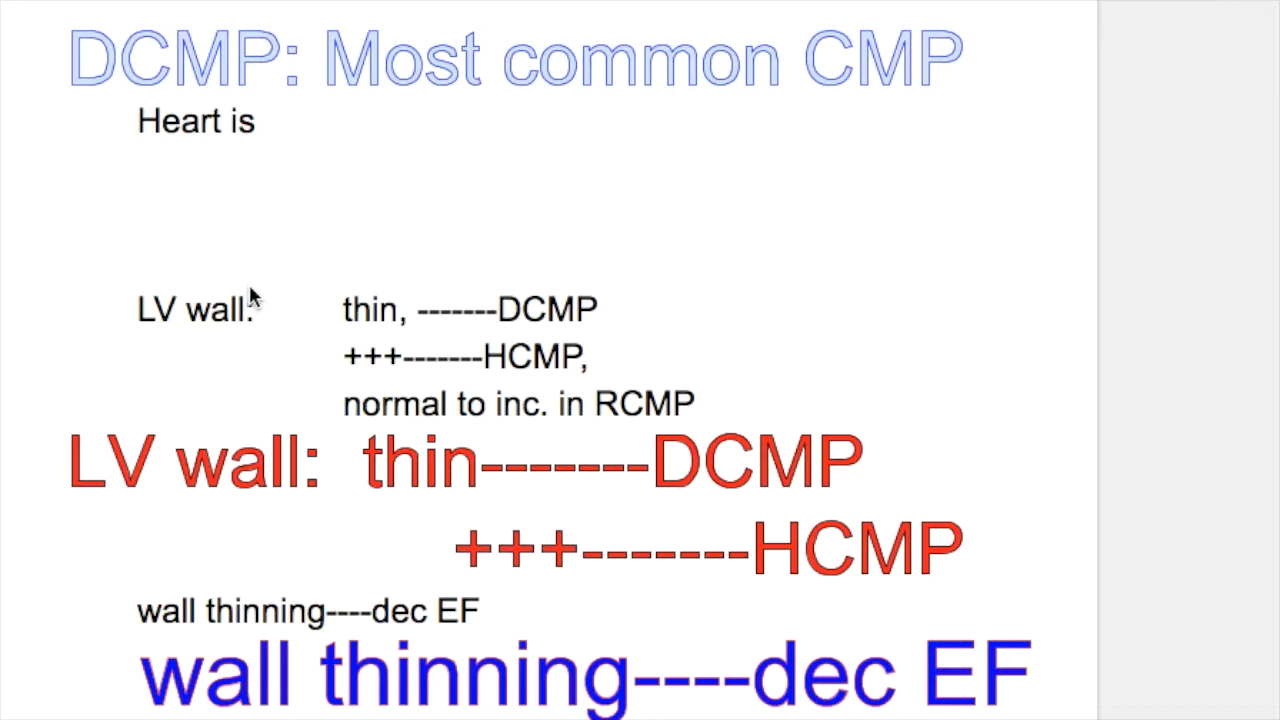 DCMP: Most common CMP
Heart is
LV wall: thin, -------DCMP
+++-------HCMP,
normal to inc. in RCMP
LV wall: thin-------DCMP
+++-------HCMP
wall thinning----dec EF
wall thinning----dec EF